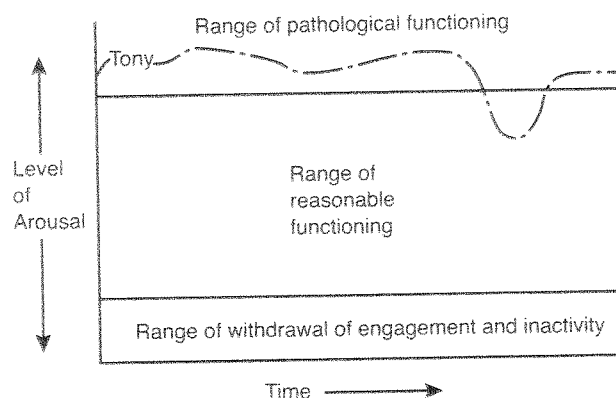 Range of pathological functioning
Tony
Level
of
Arousal
Range of
reasonable
functioning
Range of withdrawal of engagement and inactivity
Time